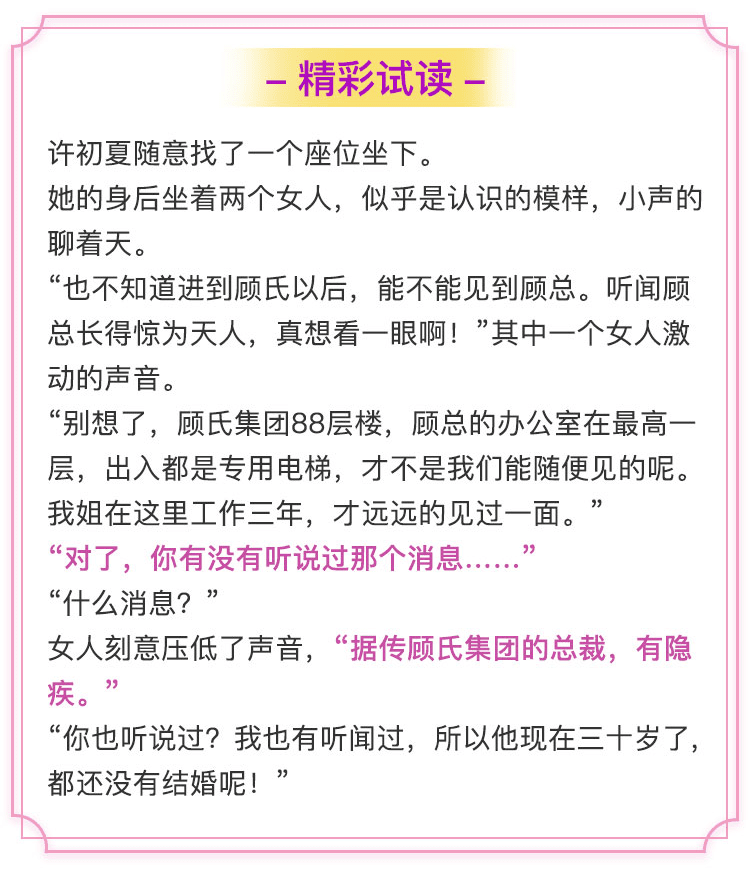 – 精彩试读 –
许初夏随意找了一个座位坐下。
她的身后坐着两个女人，似乎是认识的模样，小声的
聊着天。
“也不知道进到顾氏以后，能不能见到顾总。听闻顾
总长得惊为天人，真想看一眼啊！”其中一个女人激
动的声音。
“别想了，顾氏集团88层楼，顾总的办公室在最高一
层，出入都是专用电梯，才不是我们能随便见的呢。
我姐在这里工作三年，才远远的见过一面。”
“对了，你有没有听说过那个消息……”
“什么消息？”
女人刻意压低了声音，“据传顾氏集团的总裁，有隐
疾。”
“你也听说过？我也有听闻过，所以他现在三十岁了，
都还没有结婚呢！”